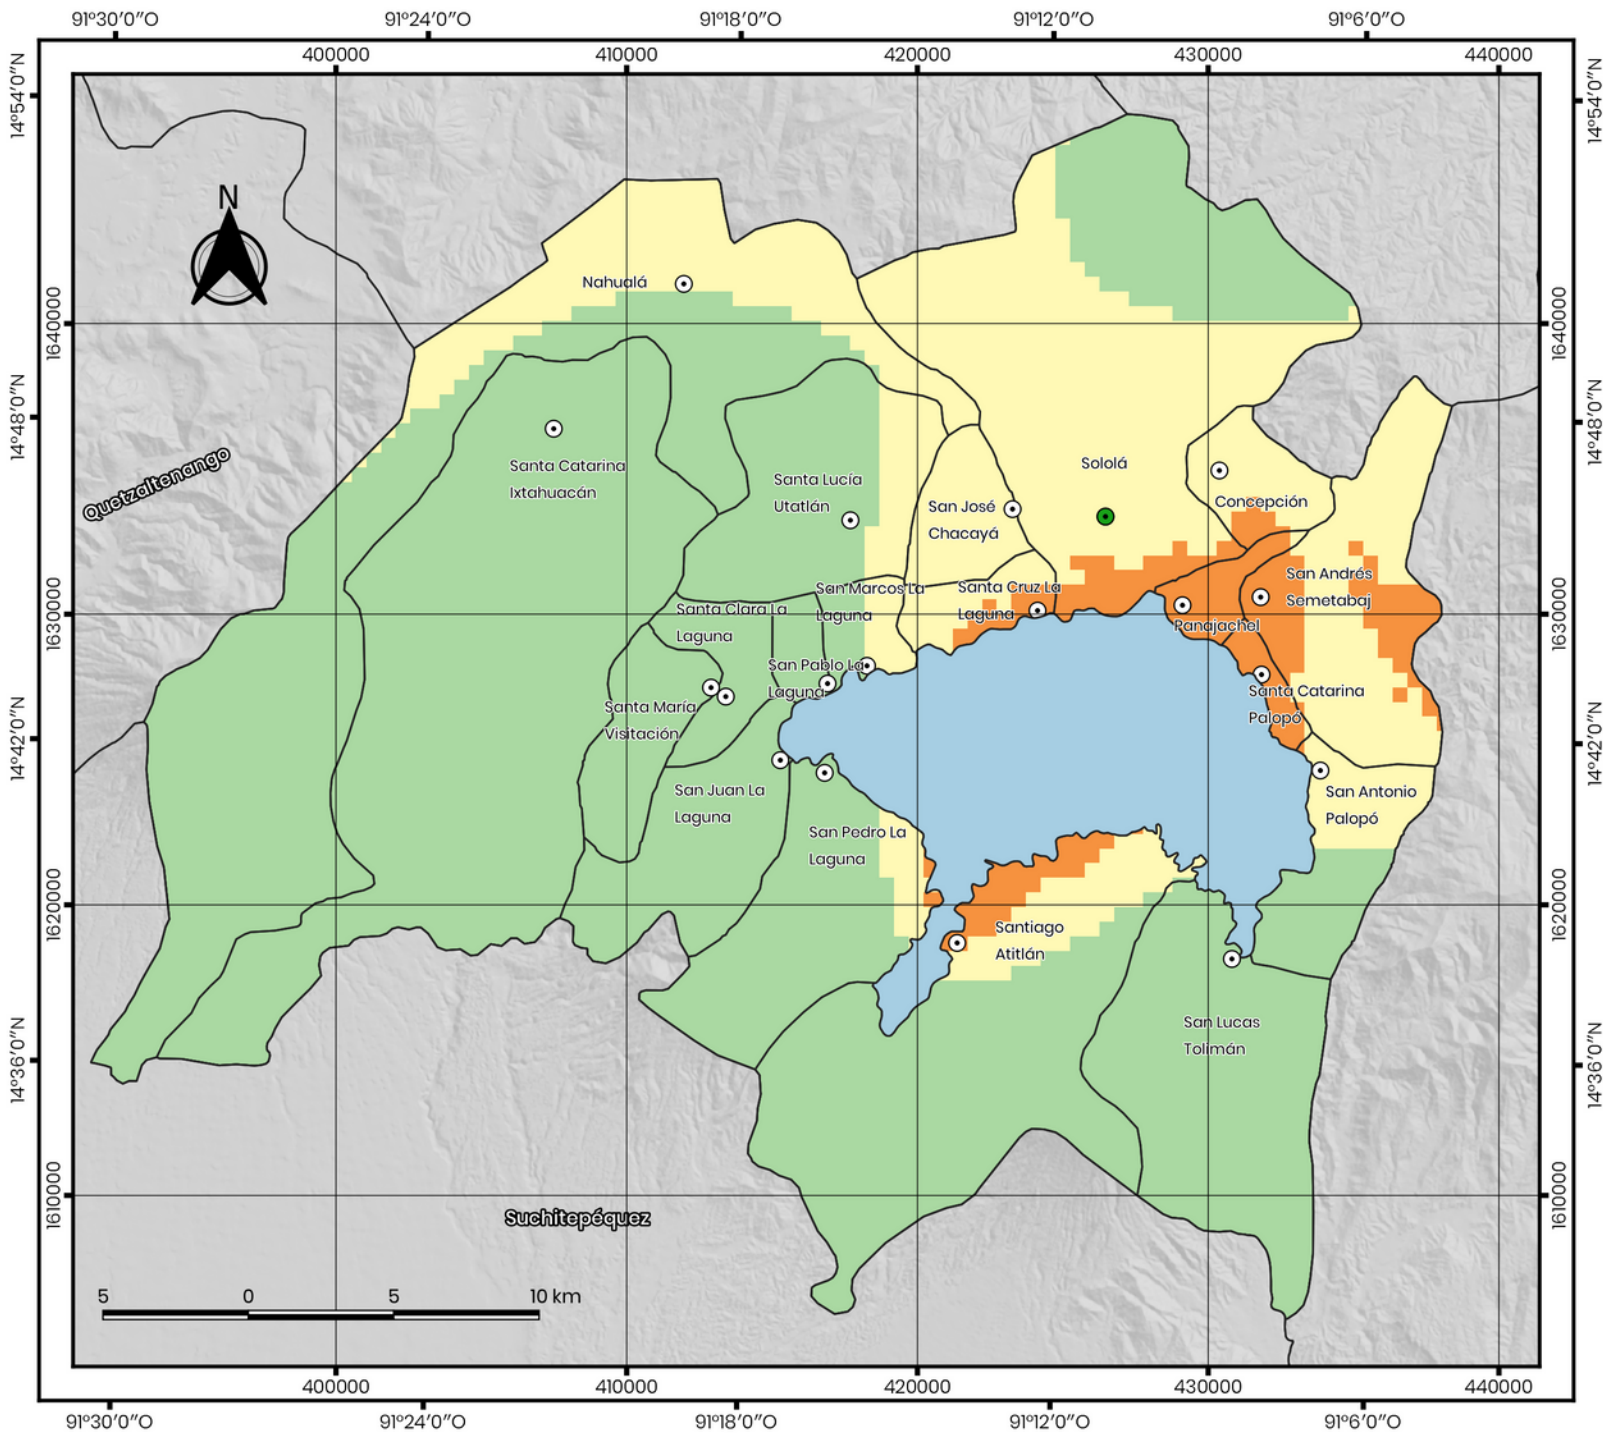 91°30′0″O 91°24′0″O 91°18′0″O 91°12′0″O 91°6′0″O
400000 410000 420000 430000 440000
14°54′0″N
14°54′0″N
N
Nahualá
1640000
1640000
14°48′0″N
14°48′0″N
Quetzaltenango
Santa Catarina
Ixtahuacán
Santa Lucía
Utatlán
San José
Chacayá
Sololá
Concepción
San Andrés
Semetabaj
San Marcos La
Laguna
Santa Cruz La
Laguna
Santa Clara La
Laguna
Panajachel
1630000
1630000
San Pablo La
Laguna
Santa María
Visitación
Santa Catarina
Palopó
14°42′0″N
14°42′0″N
San Juan La
Laguna
San Antonio
Palopó
San Pedro La
Laguna
1620000
1620000
Santiago
Atitlán
San Lucas
Tolimán
14°36′0″N
14°36′0″N
1610000
1610000
Suchitepéquez
5 0 5 10 km
400000 410000 420000 430000 440000
91°30′0″O 91°24′0″O 91°18′0″O 91°12′0″O 91°6′0″O